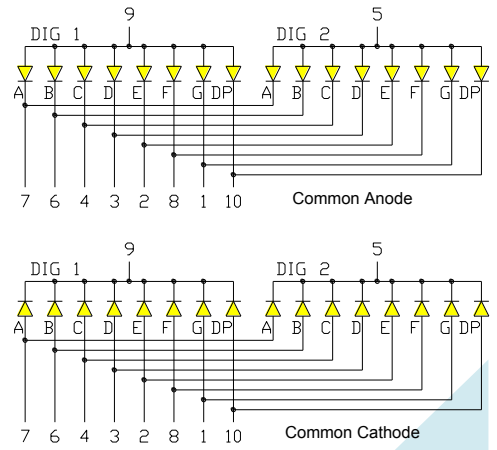 9 5
DIG 1 DIG 2
A B C D E F G DP A B C D E F G DP
7 6 4 3 2 8 1 10 Common Anode
9 5
DIG 1 DIG 2
A B C D E F G DP A B C D E F G DP
7 6 4 3 2 8 1 10 Common Cathode